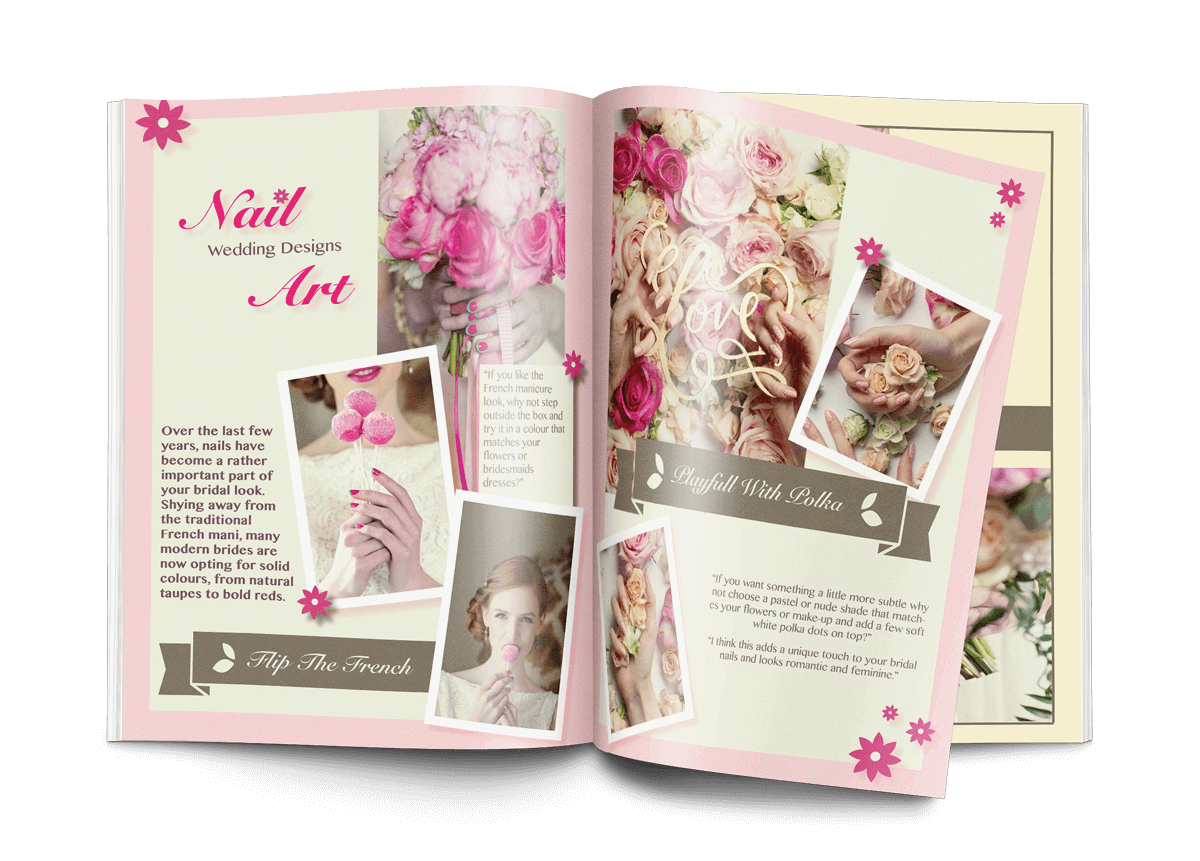 Nail
Wedding Designs
Art
Over the last few
years, nails have
become a rather
important part of
your bridal look.
Shying away from
the traditional
French mani, many
modern brides are
now opting for solid
colours, from natural
taupes to bold reds.
"If you like the
French manicure
look, why not step
outside the box and
try it in a colour that
matches your
flowers or
bridesmaids
dresses?"
Flip The French
love
Playfull With Polka
"If you want something a little more subtle why
not choose a pastel or nude shade that match-
es your flowers or make-up and add a few soft
white polka dots on top?"
"I think this adds a unique touch to your bridal
nails and looks romantic and feminine."